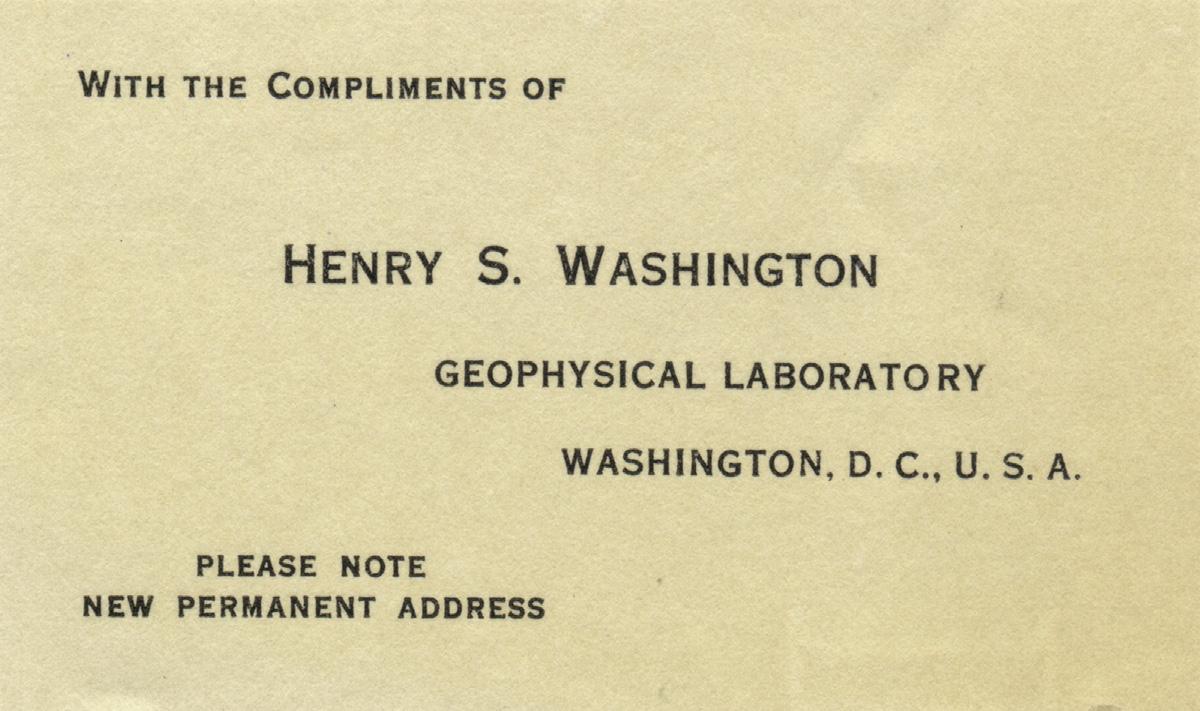 With the Compliments of
Henry S. Washington
GEOPHYSICAL LABORATORY
WASHINGTON, D. C., U. S. A.
PLEASE NOTE
NEW PERMANENT ADDRESS